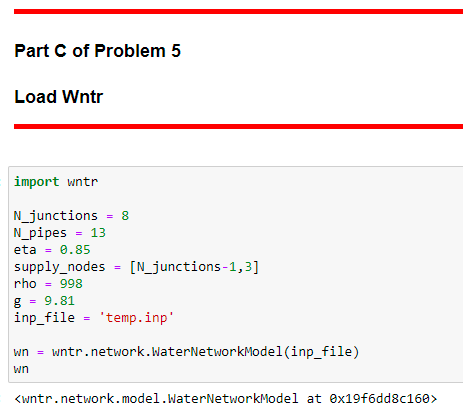 Part C of Problem 5
Load Wntr
import wntr
N_junctions = 8
N_pipes = 13
eta = 0.85
supply_nodes = [N_junctions-1,3]
rho = 998
g = 9.81
inp_file = 'temp.inp'
wn = wntr.network.WaterNetworkModel(inp_file)
wn
<wntr.network.model.WaterNetworkModel at 0x19f6dd8c160>